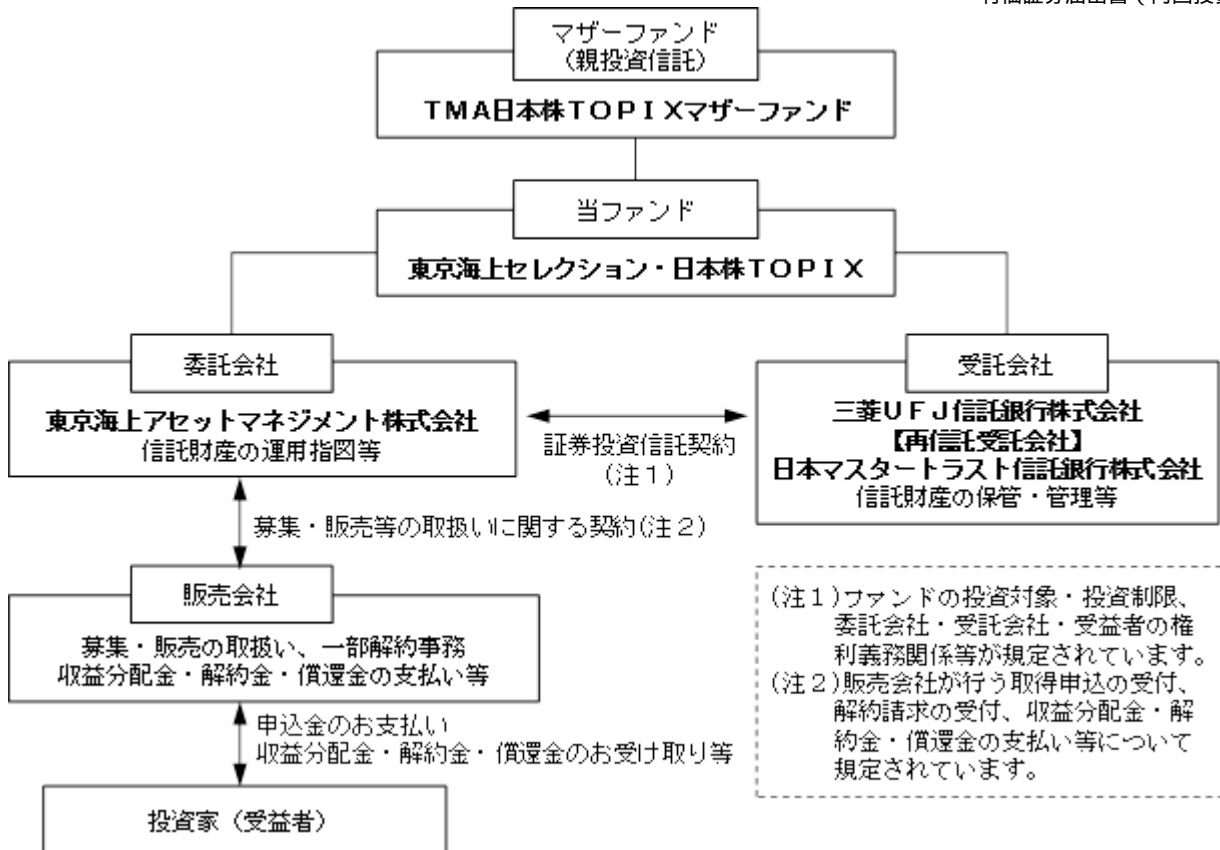 マザーファンド
(親投資信託)
TMA日本株TOPIXマザーファンド
当ファンド
東京海上セレクション・日本株TOPIX
委託会社
東京海上アセットマネジメント株式会社
信託財産の運用指図等
証券投資信託契約
(注1)
受託会社
三菱UFJ信託銀行株式会社
【再信託受託会社】
日本マスタートラスト信託銀行株式会社
信託財産の保管・管理等
募集・販売等の取扱いに関する契約(注2)
販売会社
募集・販売の取扱い、一部解約事務
収益分配金・解約金・償還金の支払い等
申込金のお支払い
収益分配金・解約金・償還金のお受け取り等
投資家(受益者)
(注1)ファンドの投資対象・投資制限、
委託会社・受託会社・受益者の権
利義務関係等が規定されています。
(注2)販売会社が行う取得申込の受付、
解約請求の受付、収益分配金・解
約金・償還金の支払い等について
規定されています。